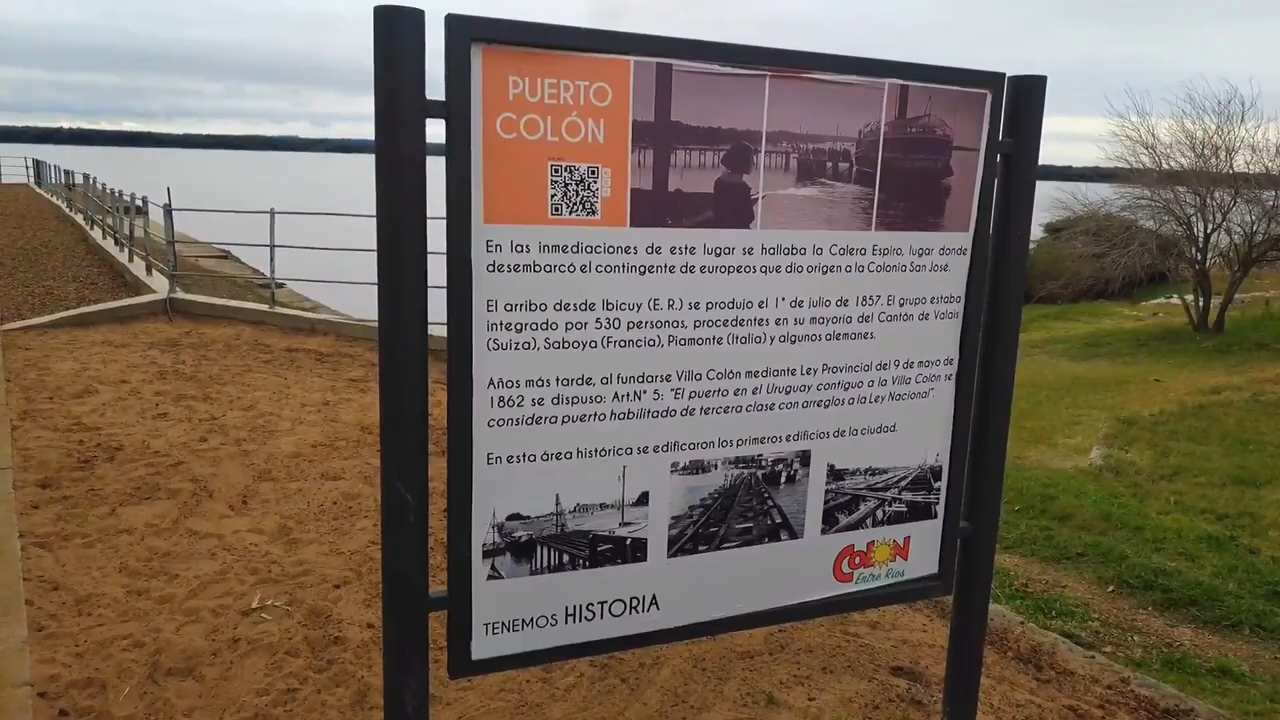 PUERTO
COLÓN
En las inmediaciones de este lugar se hallaba la Calera Espiro, lugar donde
desembarcó el contingente de europeos que dio origen a la Colonia San José.
El arribo desde Ibicuy (E. R.) se produjo el 1° de julio de 1857. El grupo estaba
integrado por 530 personas, procedentes en su mayoría del Cantón de Valais
(Suiza), Saboya (Francia), Piamonte (Italia) y algunos alemanes.
Años más tarde, al fundarse Villa Colón mediante Ley Provincial del 9 de mayo de
1862 se dispuso: Art.N° 5: "El puerto en el Uruguay contiguo a la Villa Colón se
considera puerto habilitado de tercera clase con arreglos a la Ley Nacional".
En esta área histórica se edificaron los primeros edificios de la ciudad.
COLÓN
Entre Ríos
TENEMOS HISTORIA